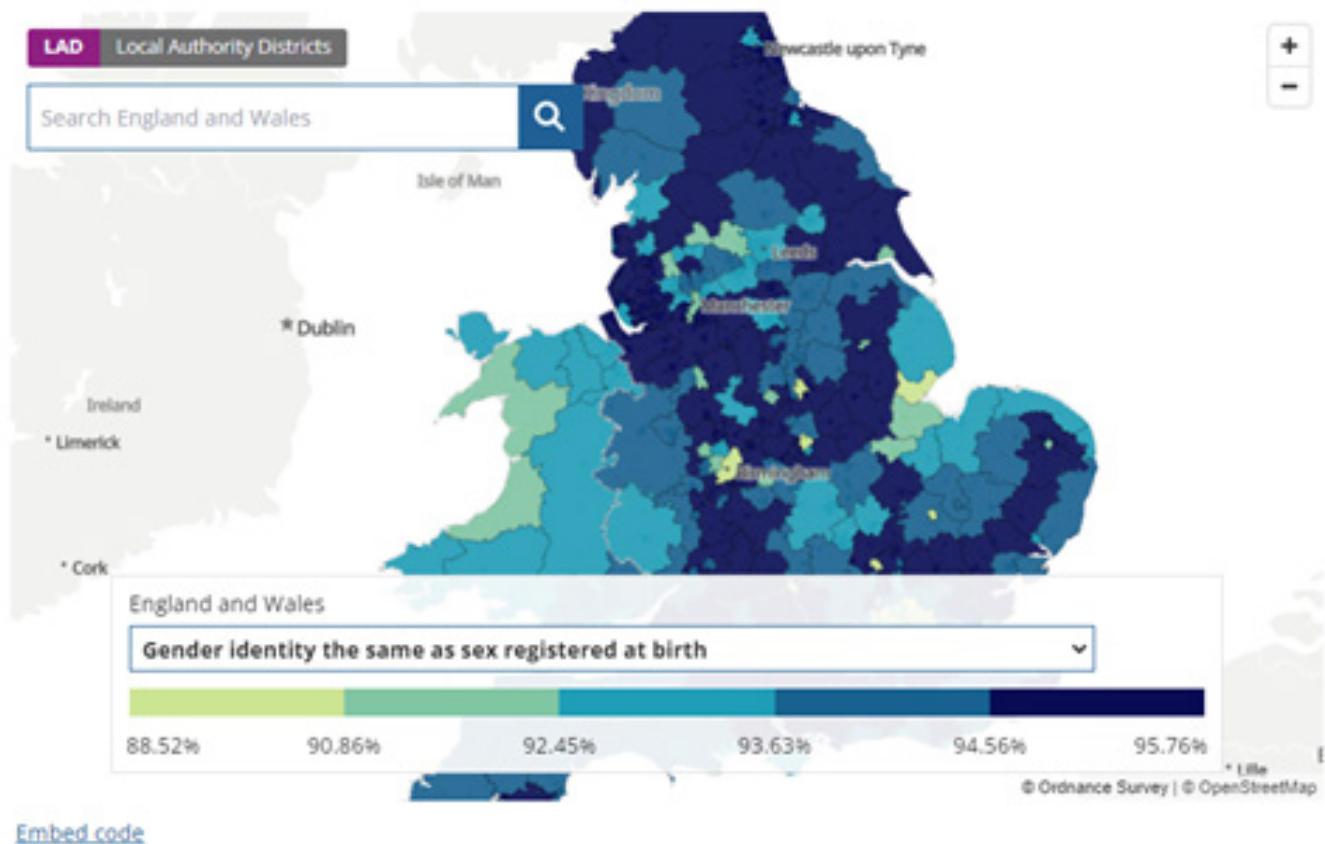 LAD Local Authority Districts
Newcastle upon Tyne
+
Search England and Wales
Kingdom
−
Isle of Man
Leeds
Manchester
* Dublin
Ireland
Limerick
Birmingham
Cork
England and Wales
Gender identity the same as sex registered at birth
88.52% 90.86% 92.45% 93.63% 94.56% 95.76%
Lille
© Ordnance Survey | © OpenStreetMap
Embed code